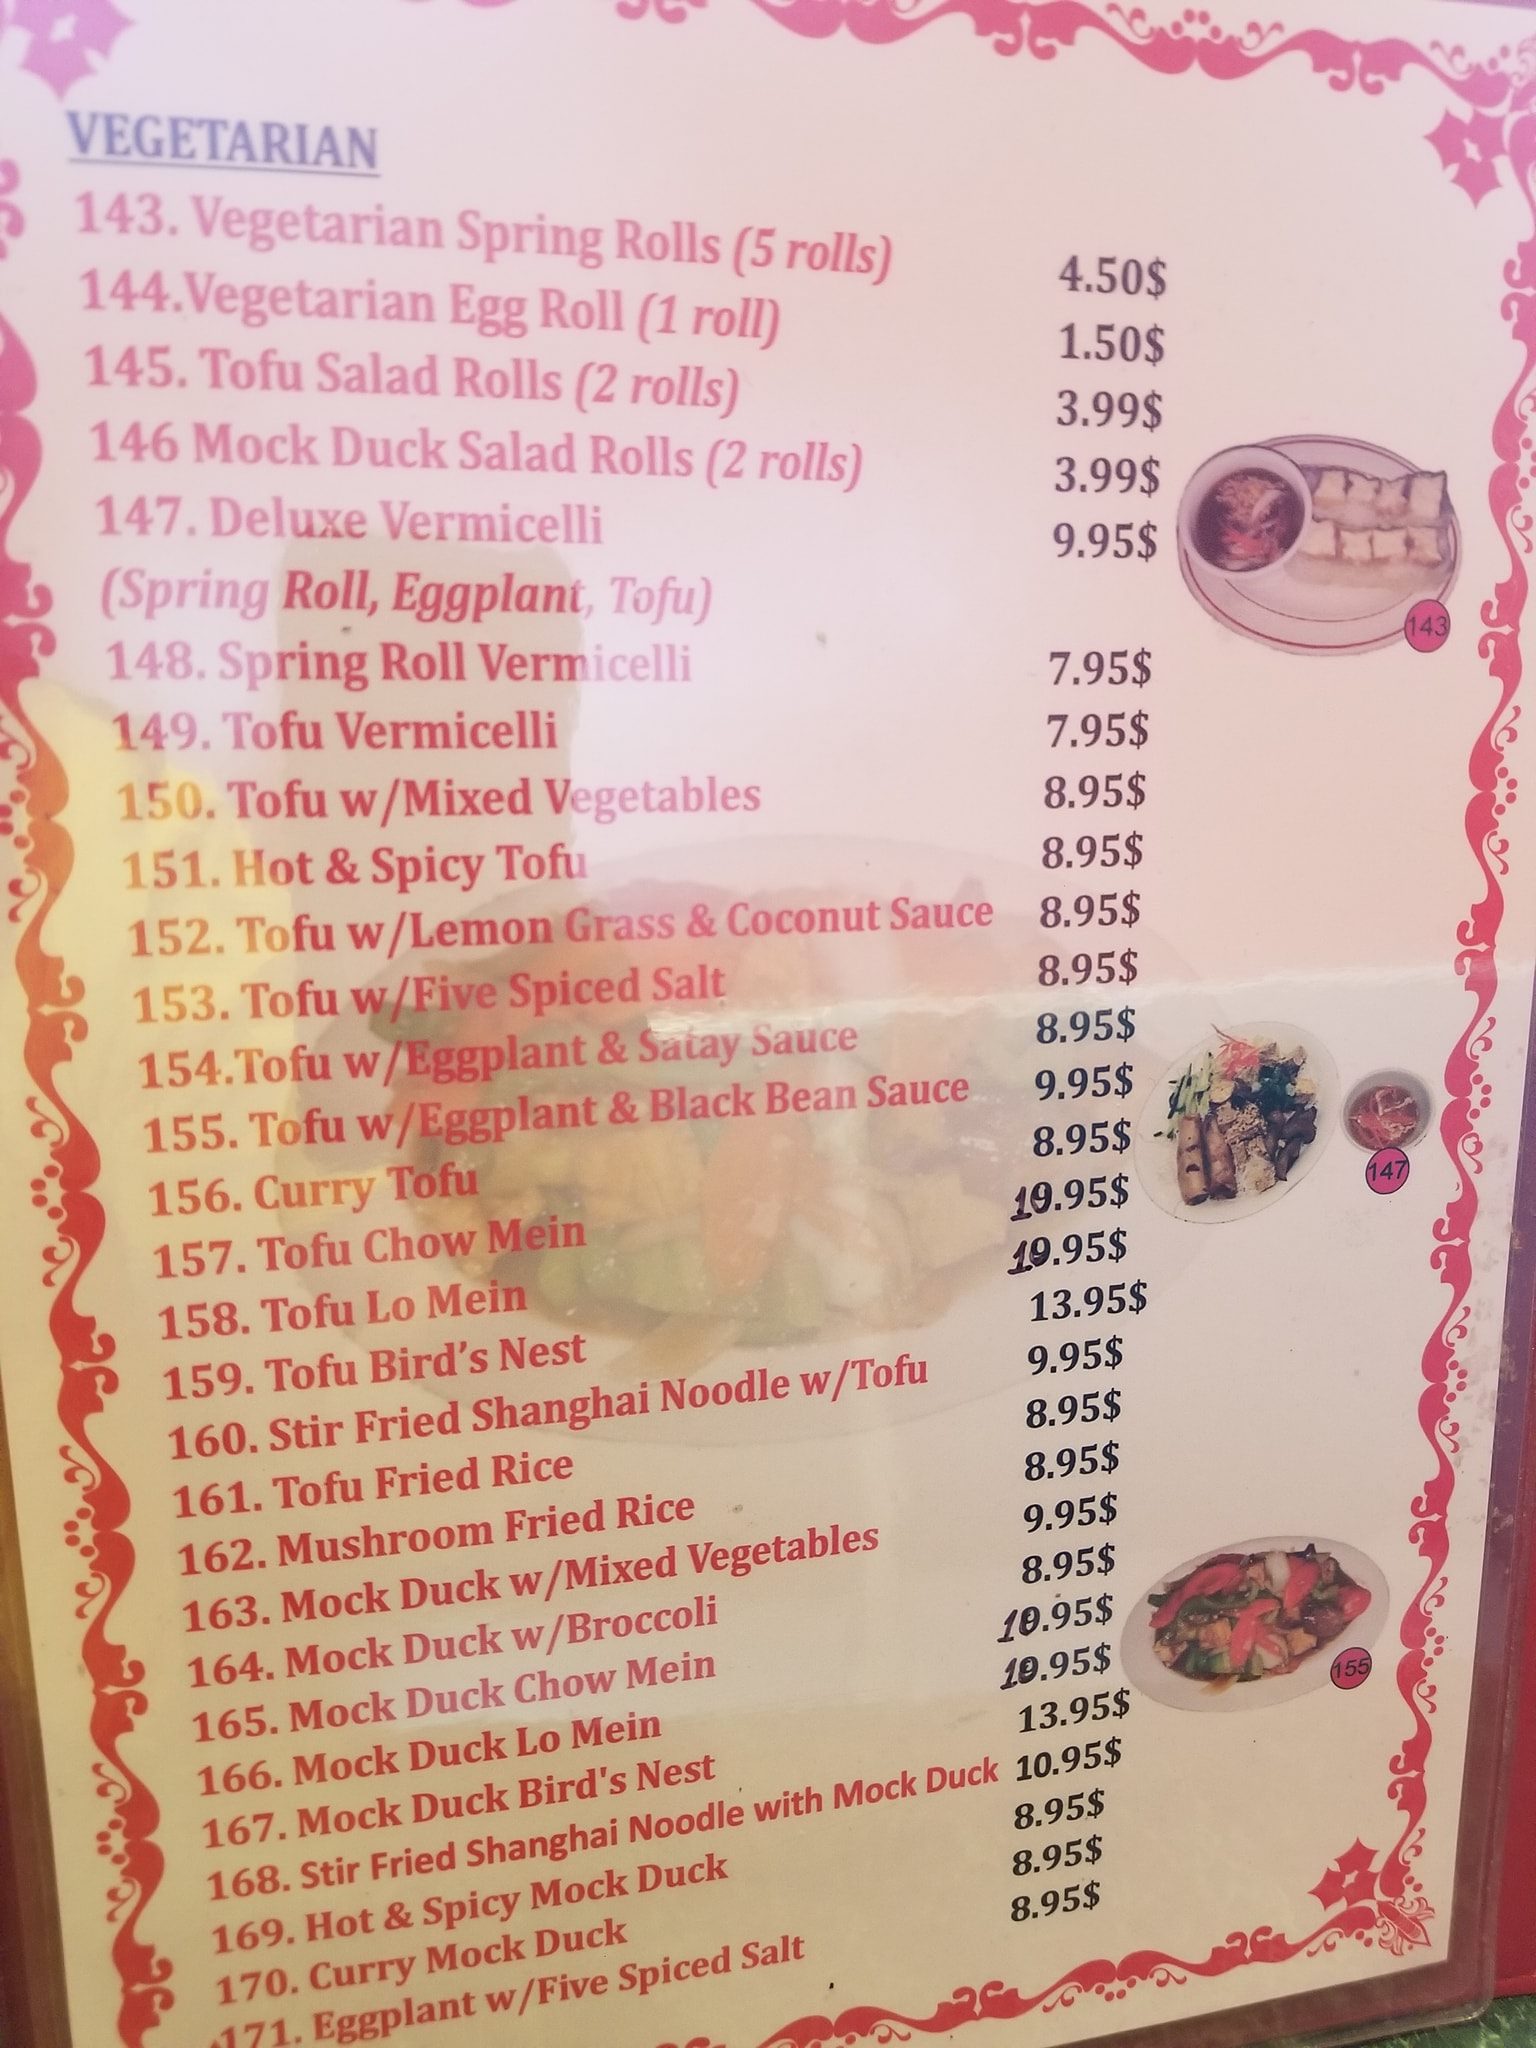 VEGETARIAN
143. Vegetarian Spring Rolls (5 rolls) 4.50$
144.Vegetarian Egg Roll (1 roll) 1.50$
145. Tofu Salad Rolls (2 rolls) 3.99$
146 Mock Duck Salad Rolls (2 rolls) 3.99$
147. Deluxe Vermicelli 9.95$
(Spring Roll, Eggplant, Tofu)
148. Spring Roll Vermicelli 7.95$
149. Tofu Vermicelli 7.95$
150. Tofu w/Mixed Vegetables 8.95$
151. Hot & Spicy Tofu 8.95$
152. Tofu w/Lemon Grass & Coconut Sauce 8.95$
153. Tofu w/Five Spiced Salt 8.95$
154.Tofu w/Eggplant & Satay Sauce 8.95$
155. Tofu w/Eggplant & Black Bean Sauce 9.95$
156. Curry Tofu 8.95$
157. Tofu Chow Mein 10.95$
158. Tofu Lo Mein 10.95$
159. Tofu Bird's Nest 13.95$
160. Stir Fried Shanghai Noodle w/Tofu 9.95$
161. Tofu Fried Rice 8.95$
162. Mushroom Fried Rice 8.95$
163. Mock Duck w/Mixed Vegetables 9.95$
164. Mock Duck w/Broccoli 8.95$
165. Mock Duck Chow Mein 10.95$
166. Mock Duck Lo Mein 10.95$
167. Mock Duck Bird's Nest 13.95$
168. Stir Fried Shanghai Noodle with Mock Duck 10.95$
169. Hot & Spicy Mock Duck 8.95$
170. Curry Mock Duck 8.95$
171. Eggplant w/Five Spiced Salt 8.95$
143
147
155